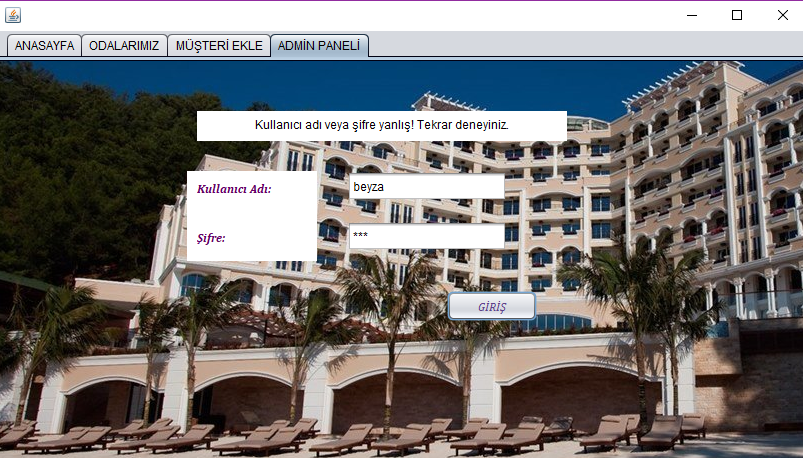 ANASAYFA
ODALARIMIZ
MÜŞTERİ EKLE
ADMİN PANELİ
Kullanıcı adı veya şifre yanlış! Tekrar deneyiniz.
Kullanıcı Adı:
beyza
Şifre:
***
GİRİŞ